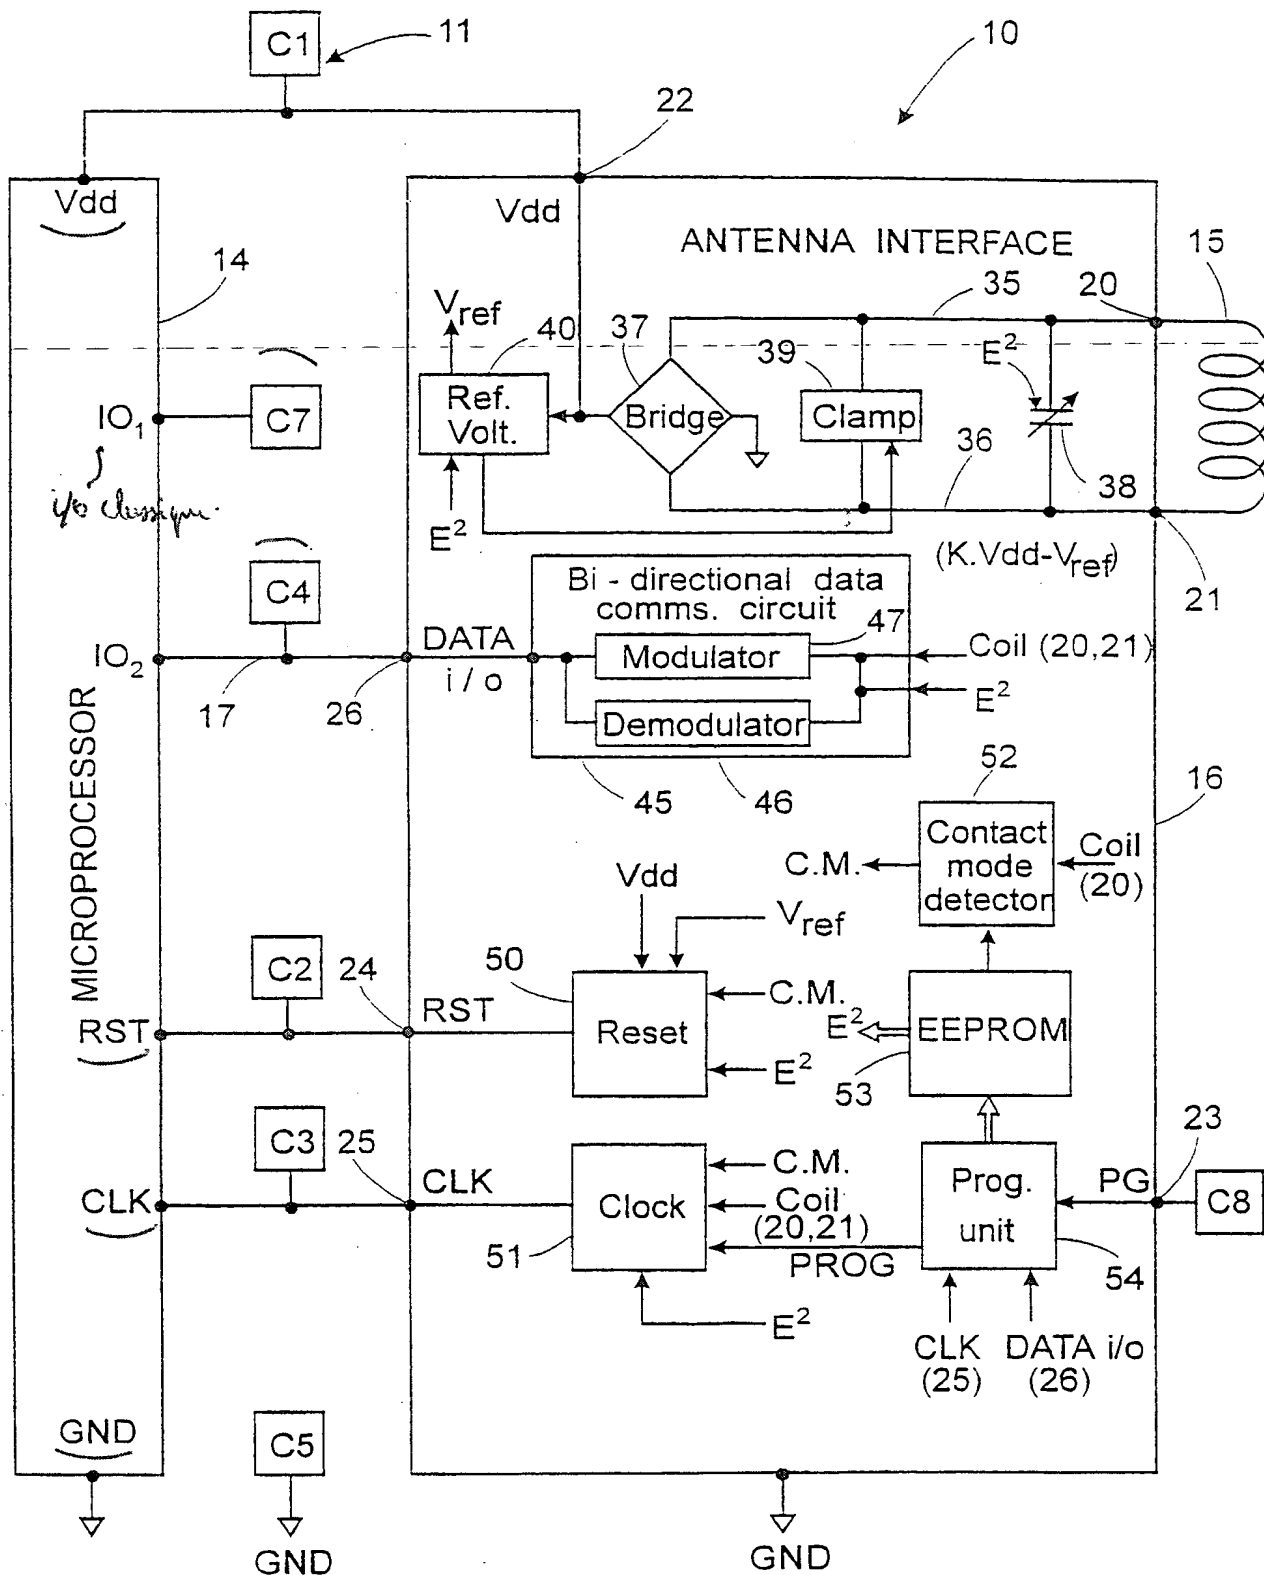 C1
11
10
22
Vdd
Vdd
ANTENNA INTERFACE
14
15
20
35
Vref
40
37
39
E²
Ref.
Volt.
Bridge
Clamp
IO1
C7
i/o classique.
36
38
E²
(K.Vdd-Vref)
21
C4
Bi - directional data
comms. circuit
47
IO2
DATA
i / o
Modulator
Coil (20,21)
17
26
Demodulator
E²
45
46
52
16
MICROPROCESSOR
Contact
mode
detector
C.M.
Coil
(20)
Vdd
Vref
C2
24
50
RST
RST
Reset
C.M.
E²
E²
EEPROM
53
C3
25
23
CLK
CLK
Clock
C.M.
Coil
(20,21)
PROG
Prog.
unit
PG
C8
51
54
E²
CLK
(25)
DATA i/o
(26)
GND
C5
GND
GND